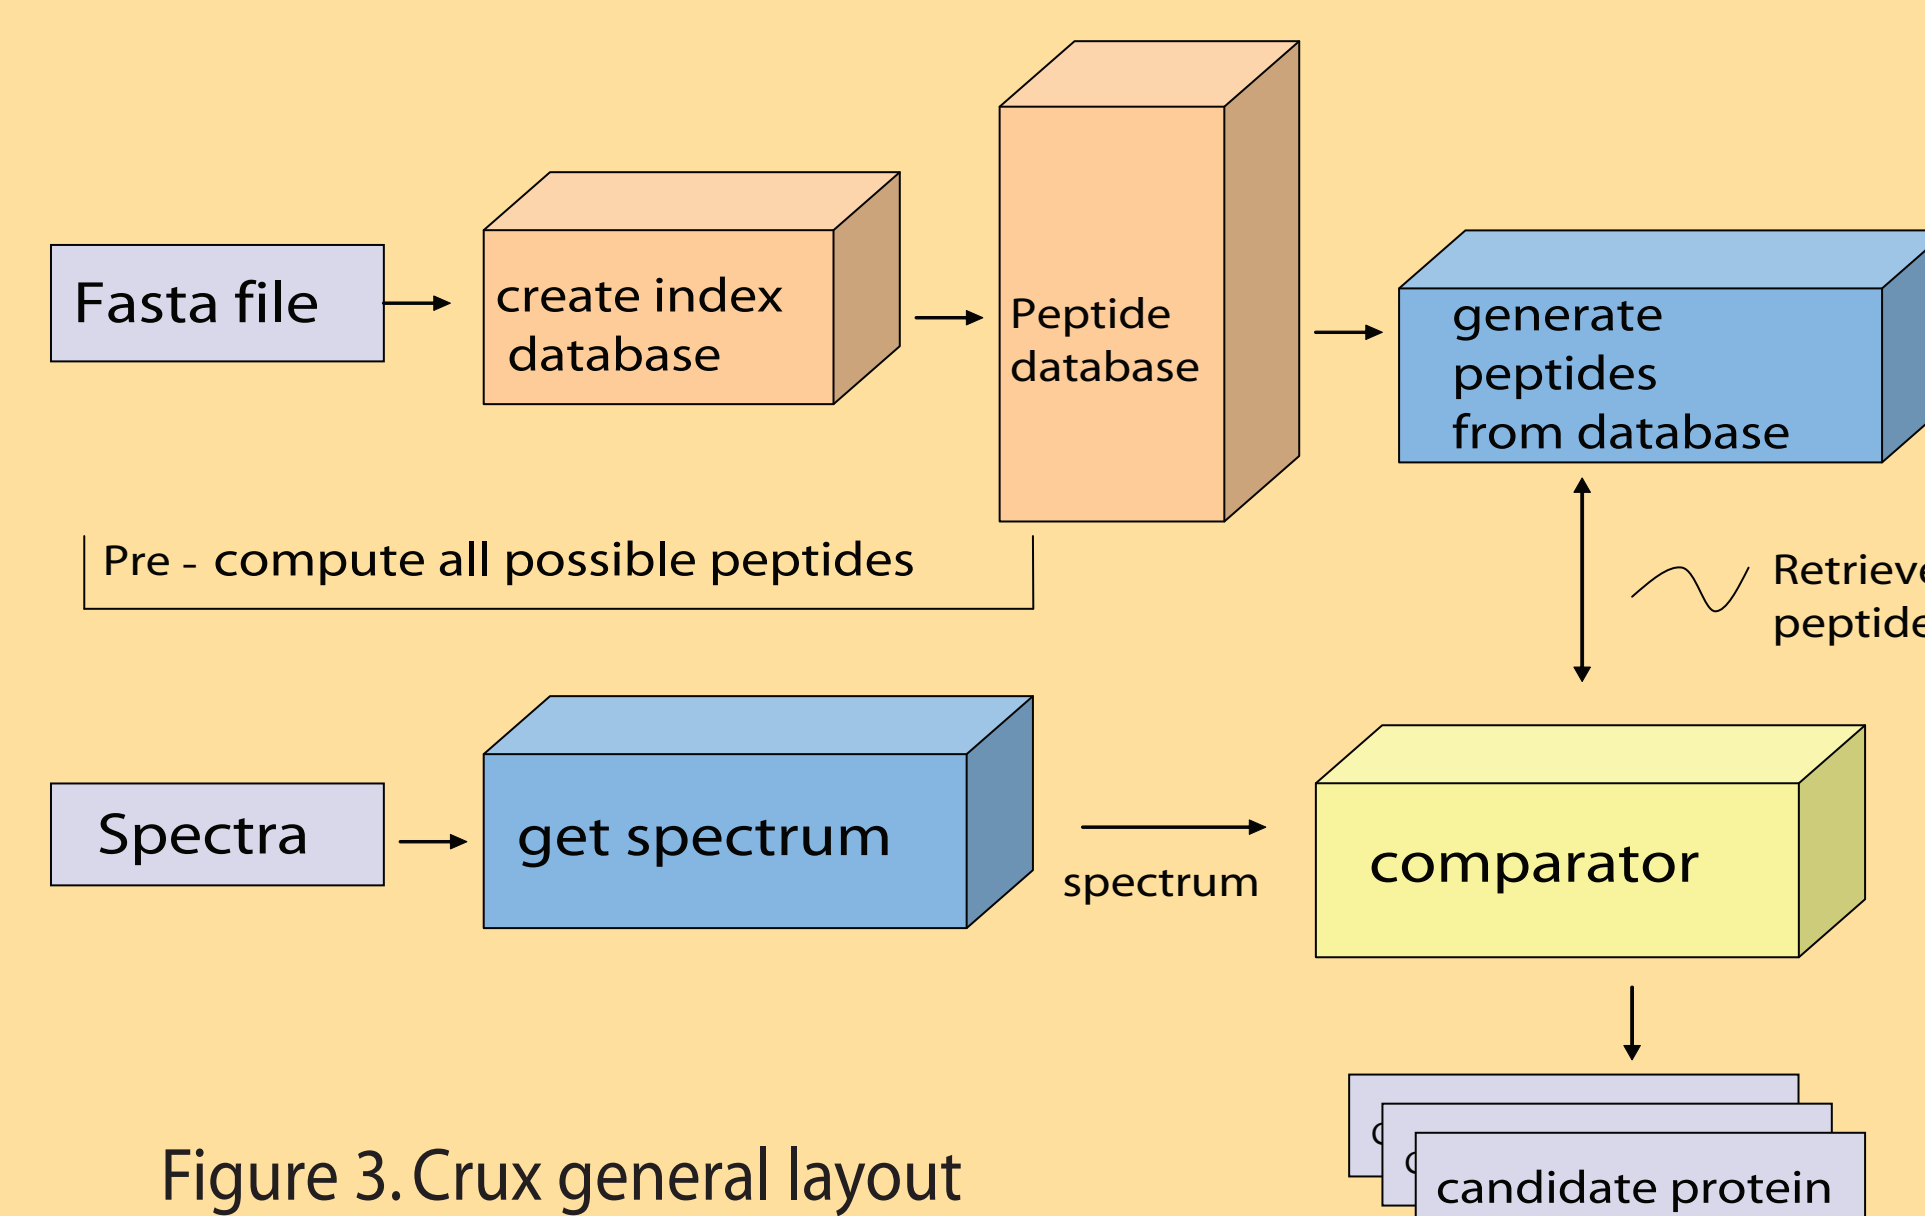 Fasta file
create index
database
Peptide
database
generate
peptides
from database
Pre - compute all possible peptides
Spectra
get spectrum
spectrum
comparator
candidate protein
Figure 3. Crux general layout